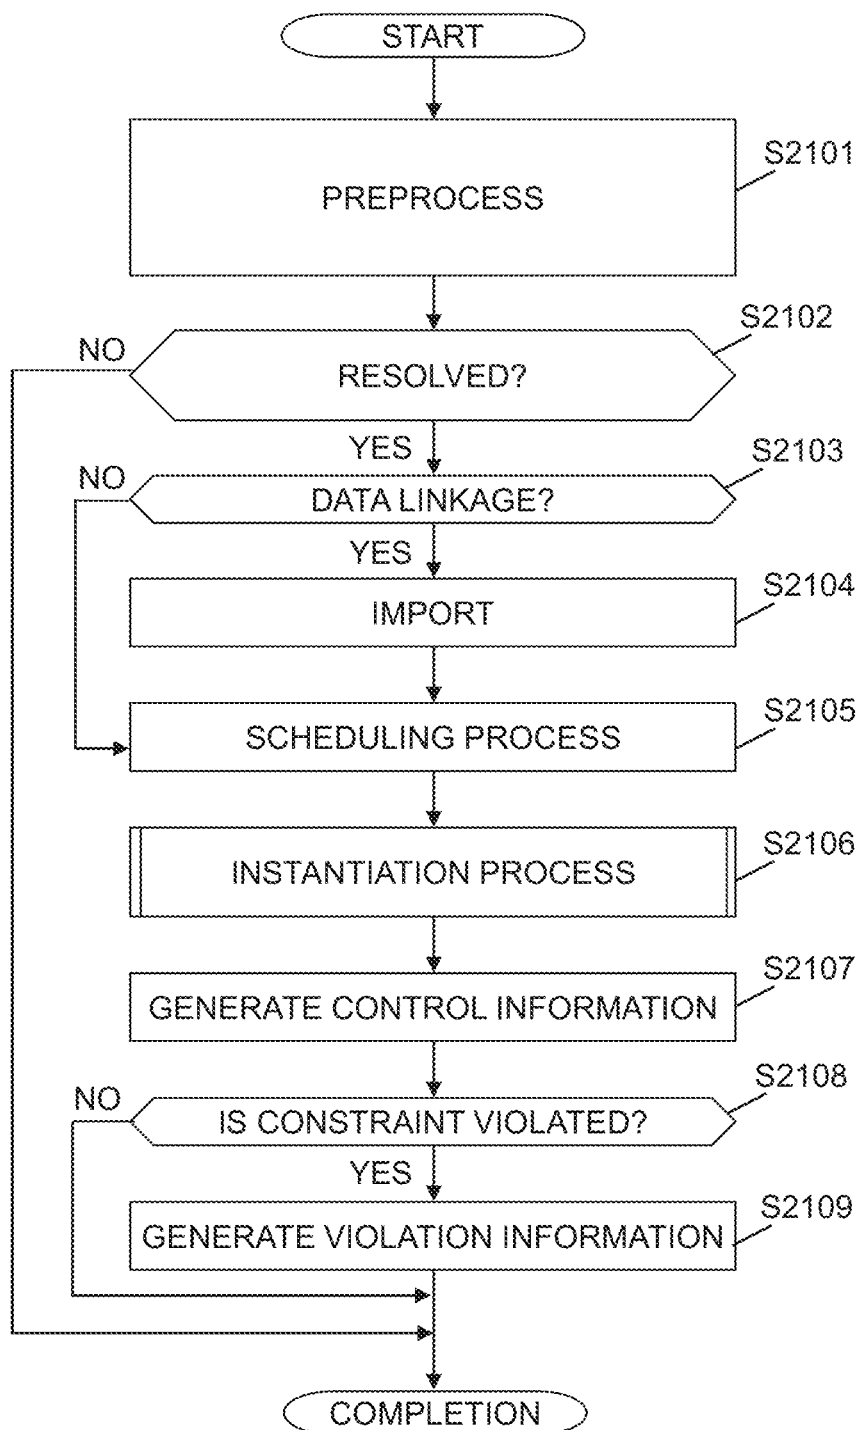 START
S2101
PREPROCESS
S2102
NO
RESOLVED?
YES
S2103
NO
DATA LINKAGE?
YES
S2104
IMPORT
S2105
SCHEDULING PROCESS
S2106
INSTANTIATION PROCESS
S2107
GENERATE CONTROL INFORMATION
S2108
NO
IS CONSTRAINT VIOLATED?
YES
S2109
GENERATE VIOLATION INFORMATION
COMPLETION